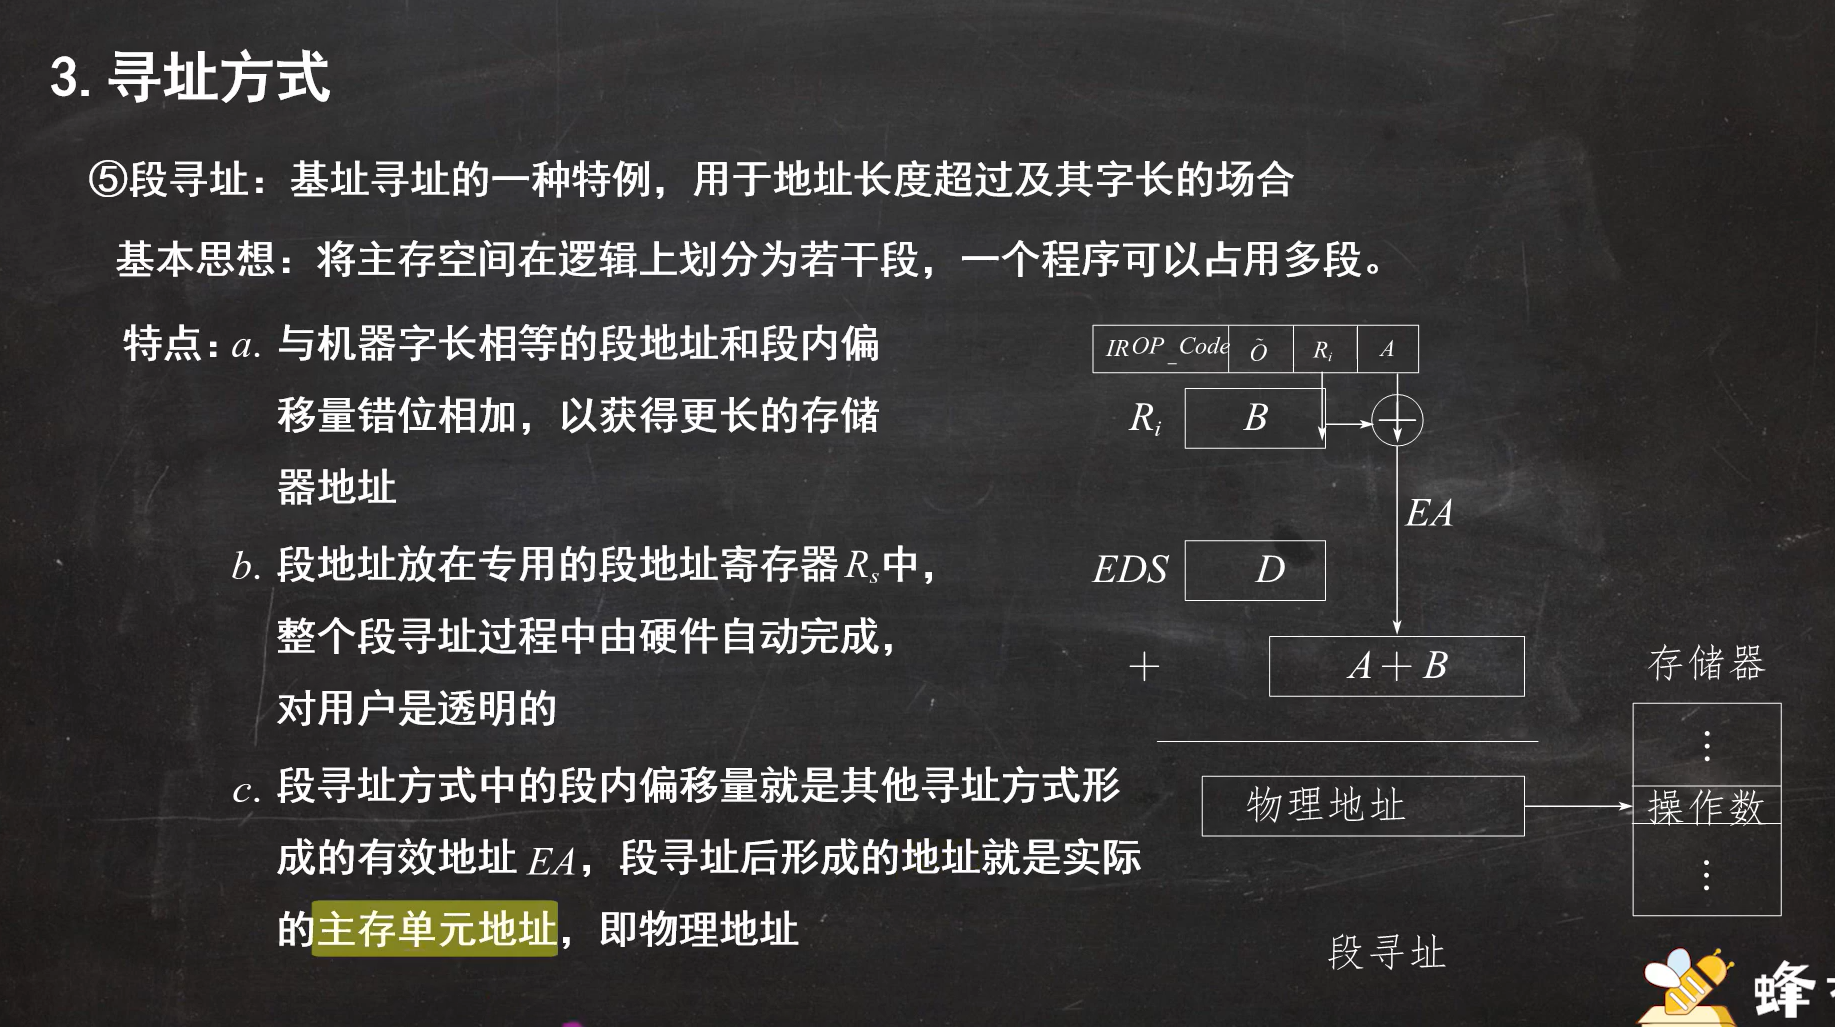 3. 寻址方式
⑤段寻址：基址寻址的一种特例，用于地址长度超过及其字长的场合
基本思想：将主存空间在逻辑上划分为若干段，一个程序可以占用多段。
特点：a. 与机器字长相等的段地址和段内偏
移量错位相加，以获得更长的存储
器地址
b. 段地址放在专用的段地址寄存器 Rs 中，
整个段寻址过程中由硬件自动完成，
对用户是透明的
c. 段寻址方式中的段内偏移量就是其他寻址方式形
成的有效地址 EA，段寻址后形成的地址就是实际
的主存单元地址，即物理地址
IR OP_Code Õ Ri A
Ri B
EA
EDS D
+ A+B
存储器
⋮
物理地址 操作数
⋮
段寻址
蜂